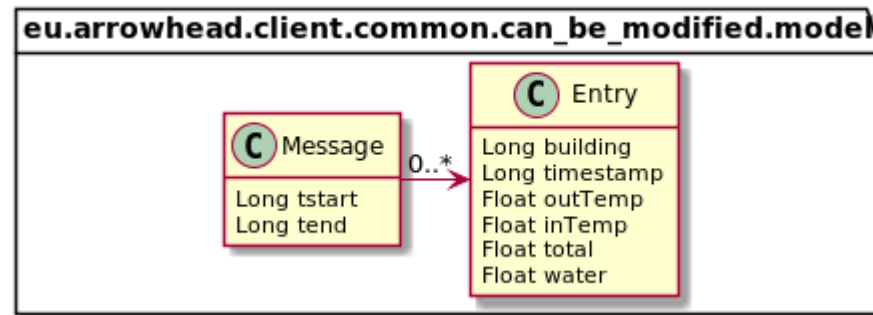 eu.arrowhead.client.common.can_be_modified.model
C Message
Long tstart
Long tend
0..*
C Entry
Long building
Long timestamp
Float outTemp
Float inTemp
Float total
Float water